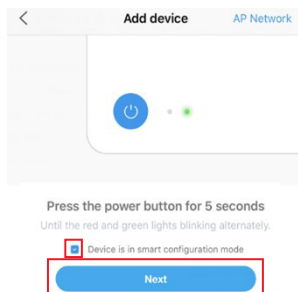 Add device
AP Network
Press the power button for 5 seconds
Until the red and green lights blinking alternately.
Device is in smart configuration mode
Next